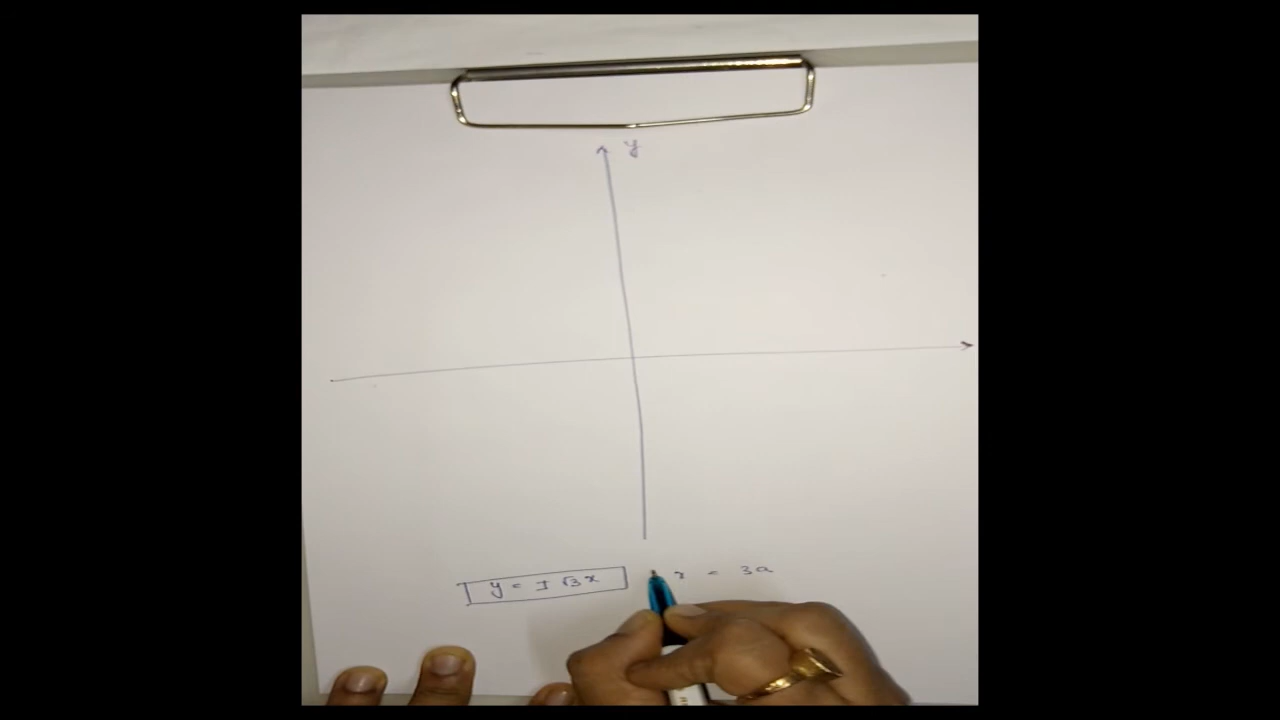 y
y = ± √3 x
x = 3a